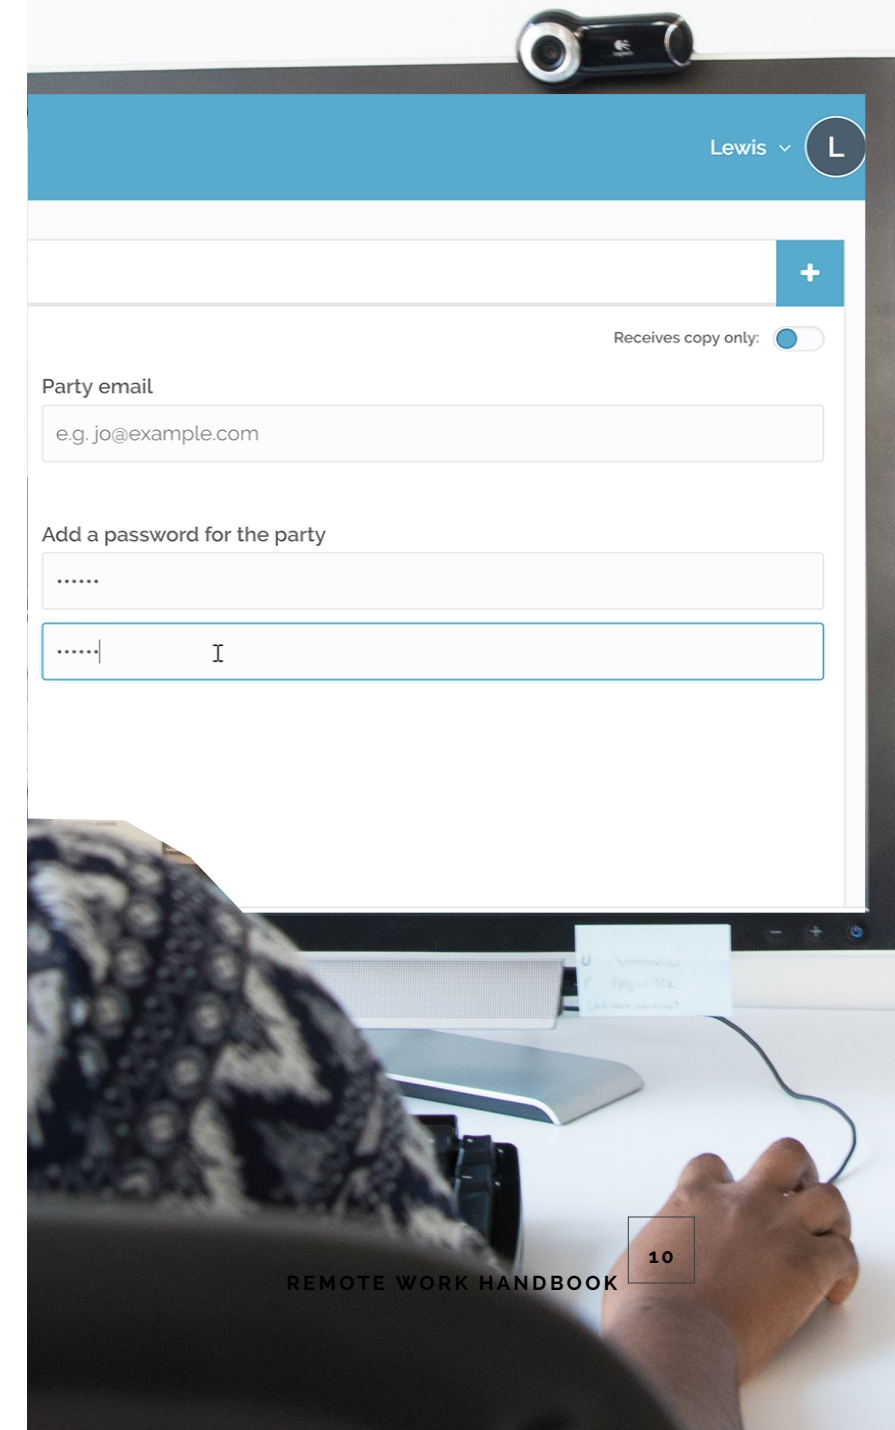 Lewis
L
Receives copy only:
Party email
e.g. jo@example.com
Add a password for the party
••••••
••••••
10
REMOTE WORK HANDBOOK